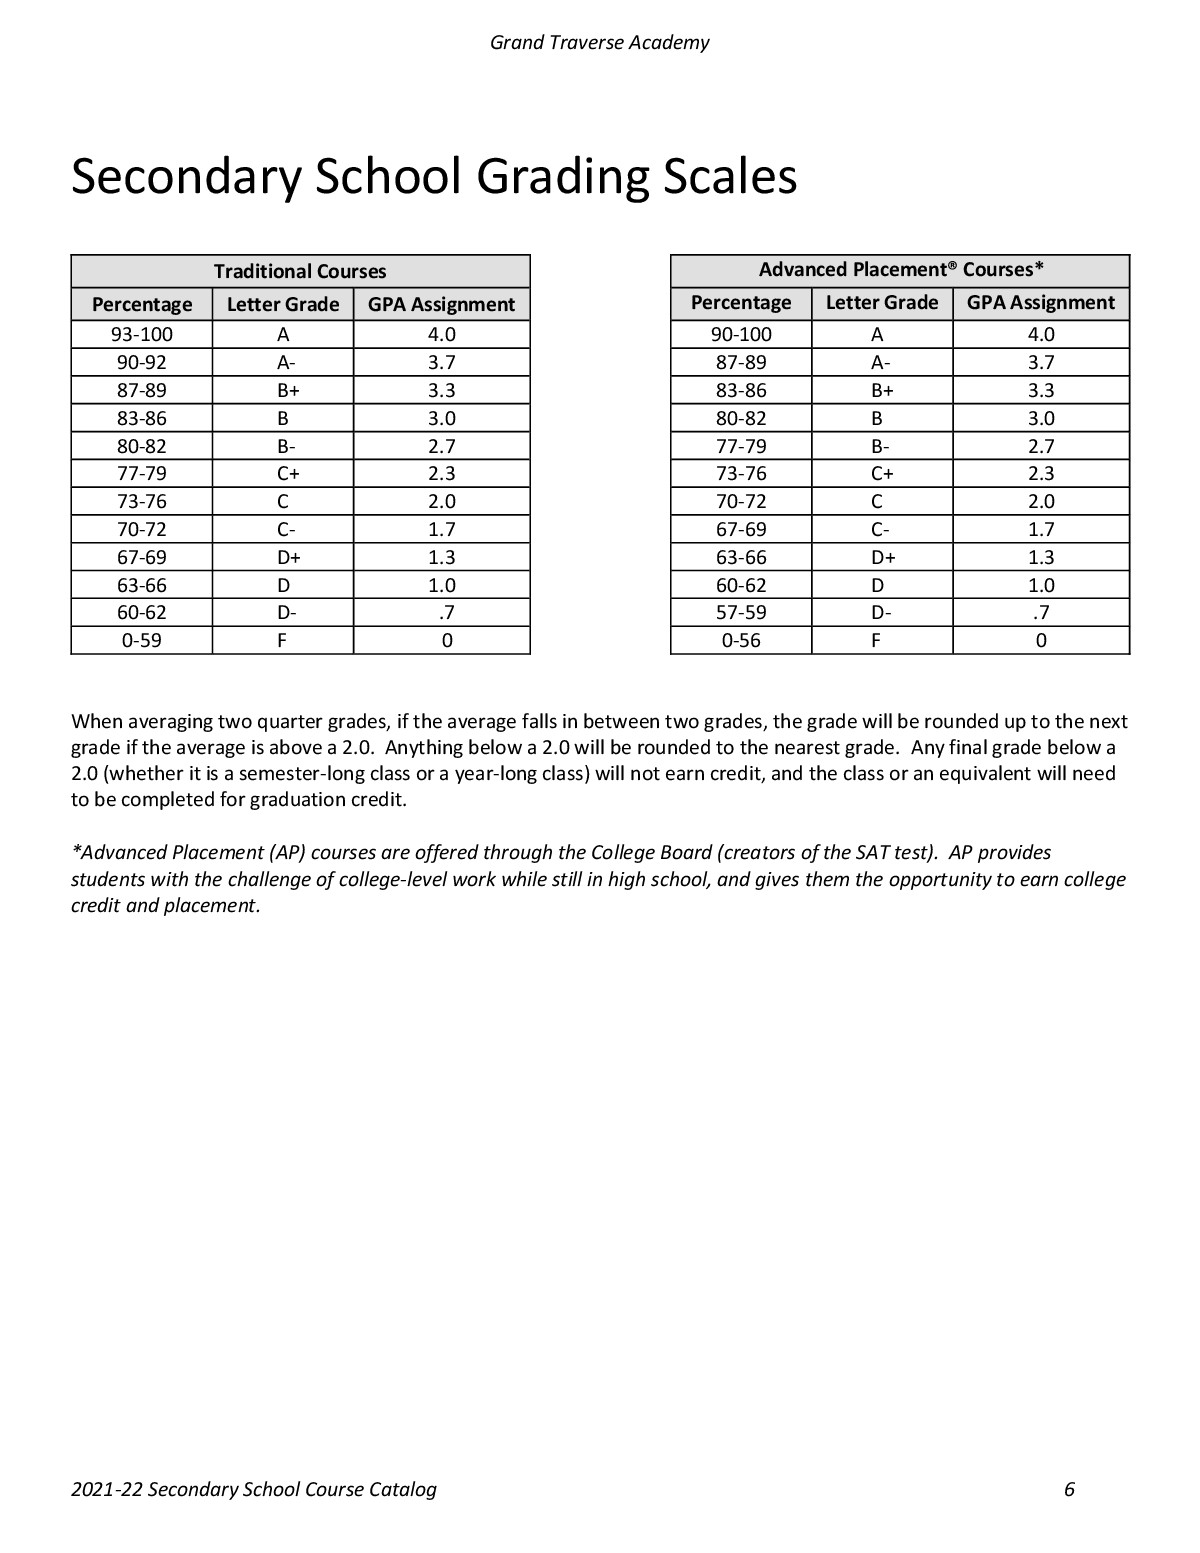 Grand Traverse Academy
Secondary School Grading Scales
Traditional Courses
Percentage Letter Grade GPA Assignment
93-100 A 4.0
90-92 A- 3.7
87-89 B+ 3.3
83-86 B 3.0
80-82 B- 2.7
77-79 C+ 2.3
73-76 C 2.0
70-72 C- 1.7
67-69 D+ 1.3
63-66 D 1.0
60-62 D- .7
0-59 F 0
Advanced Placement® Courses*
Percentage Letter Grade GPA Assignment
90-100 A 4.0
87-89 A- 3.7
83-86 B+ 3.3
80-82 B 3.0
77-79 B- 2.7
73-76 C+ 2.3
70-72 C 2.0
67-69 C- 1.7
63-66 D+ 1.3
60-62 D 1.0
57-59 D- .7
0-56 F 0
When averaging two quarter grades, if the average falls in between two grades, the grade will be rounded up to the next
grade if the average is above a 2.0.  Anything below a 2.0 will be rounded to the nearest grade.  Any final grade below a
2.0 (whether it is a semester-long class or a year-long class) will not earn credit, and the class or an equivalent will need
to be completed for graduation credit.
*Advanced Placement (AP) courses are offered through the College Board (creators of the SAT test).  AP provides
students with the challenge of college-level work while still in high school, and gives them the opportunity to earn college
credit and placement.
2021-22 Secondary School Course Catalog 6